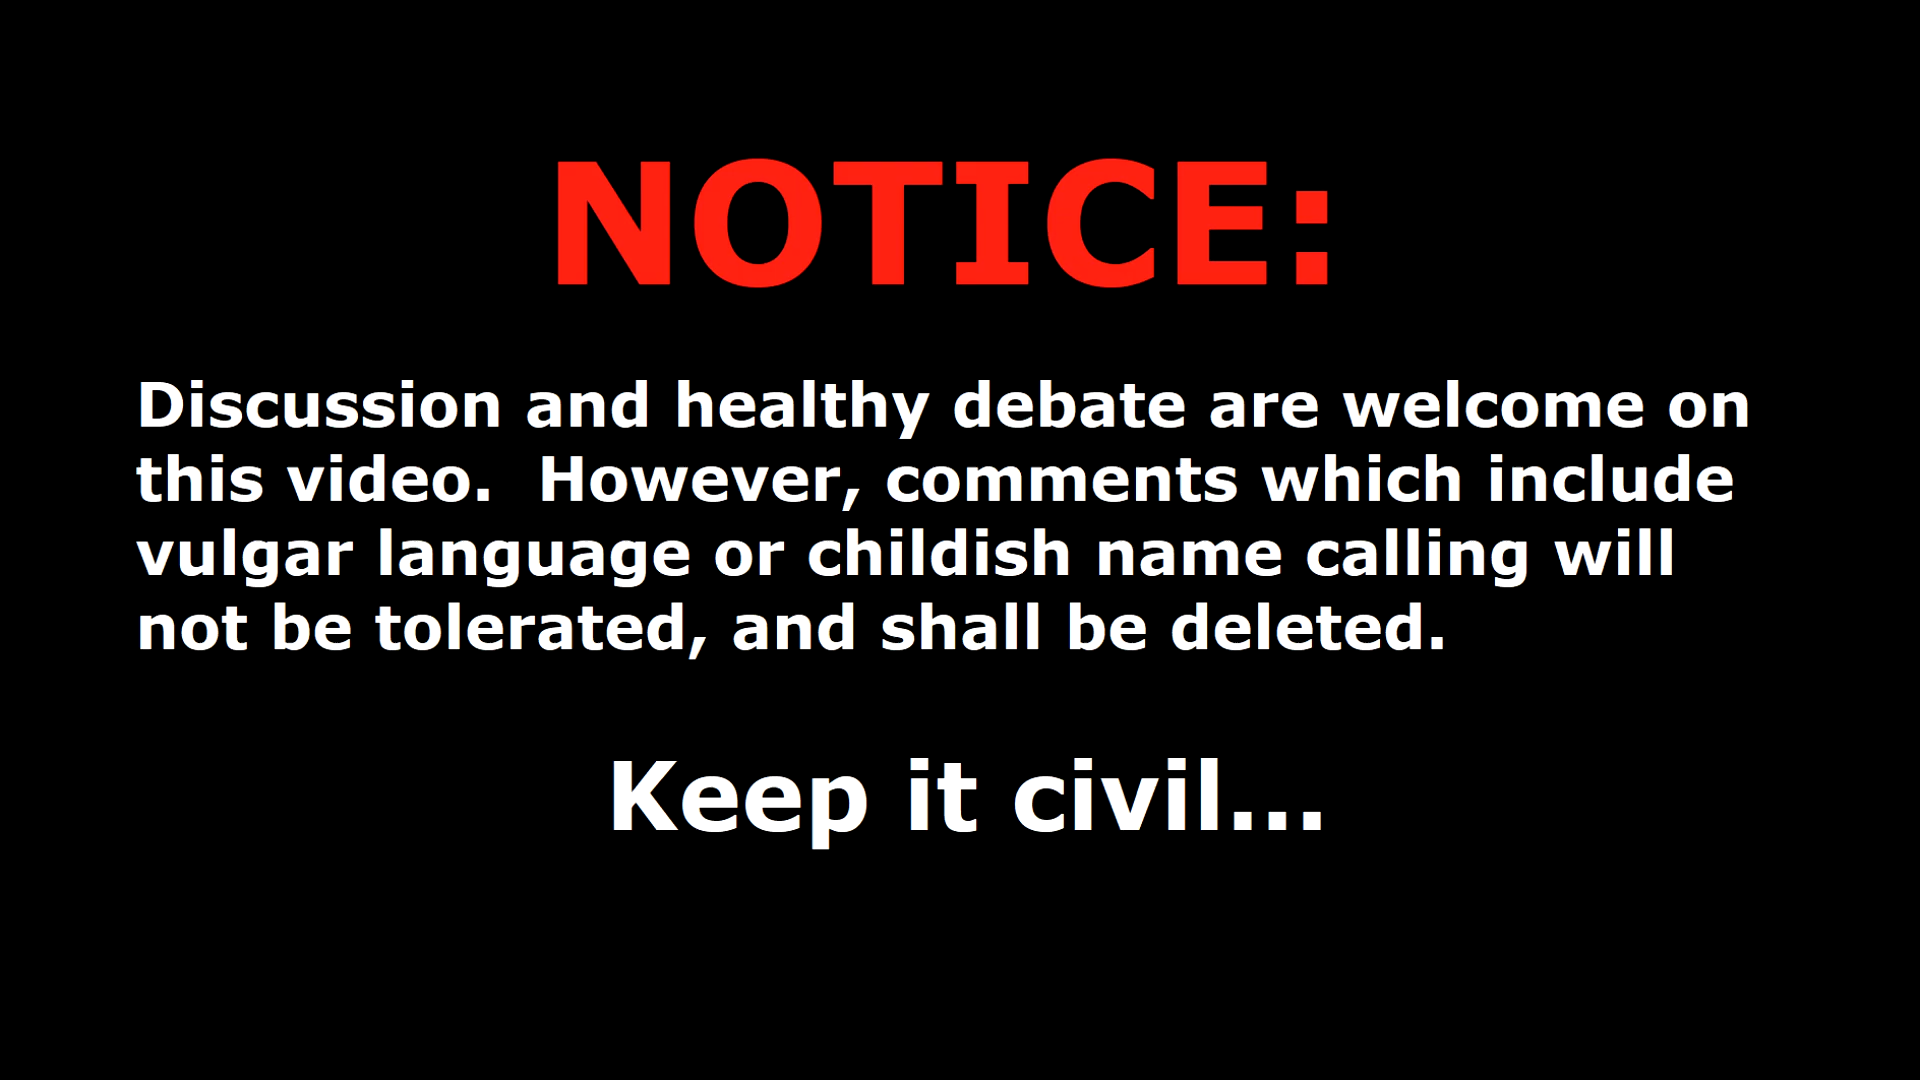 NOTICE:
Discussion and healthy debate are welcome on
this video.  However, comments which include
vulgar language or childish name calling will
not be tolerated, and shall be deleted.
Keep it civil...